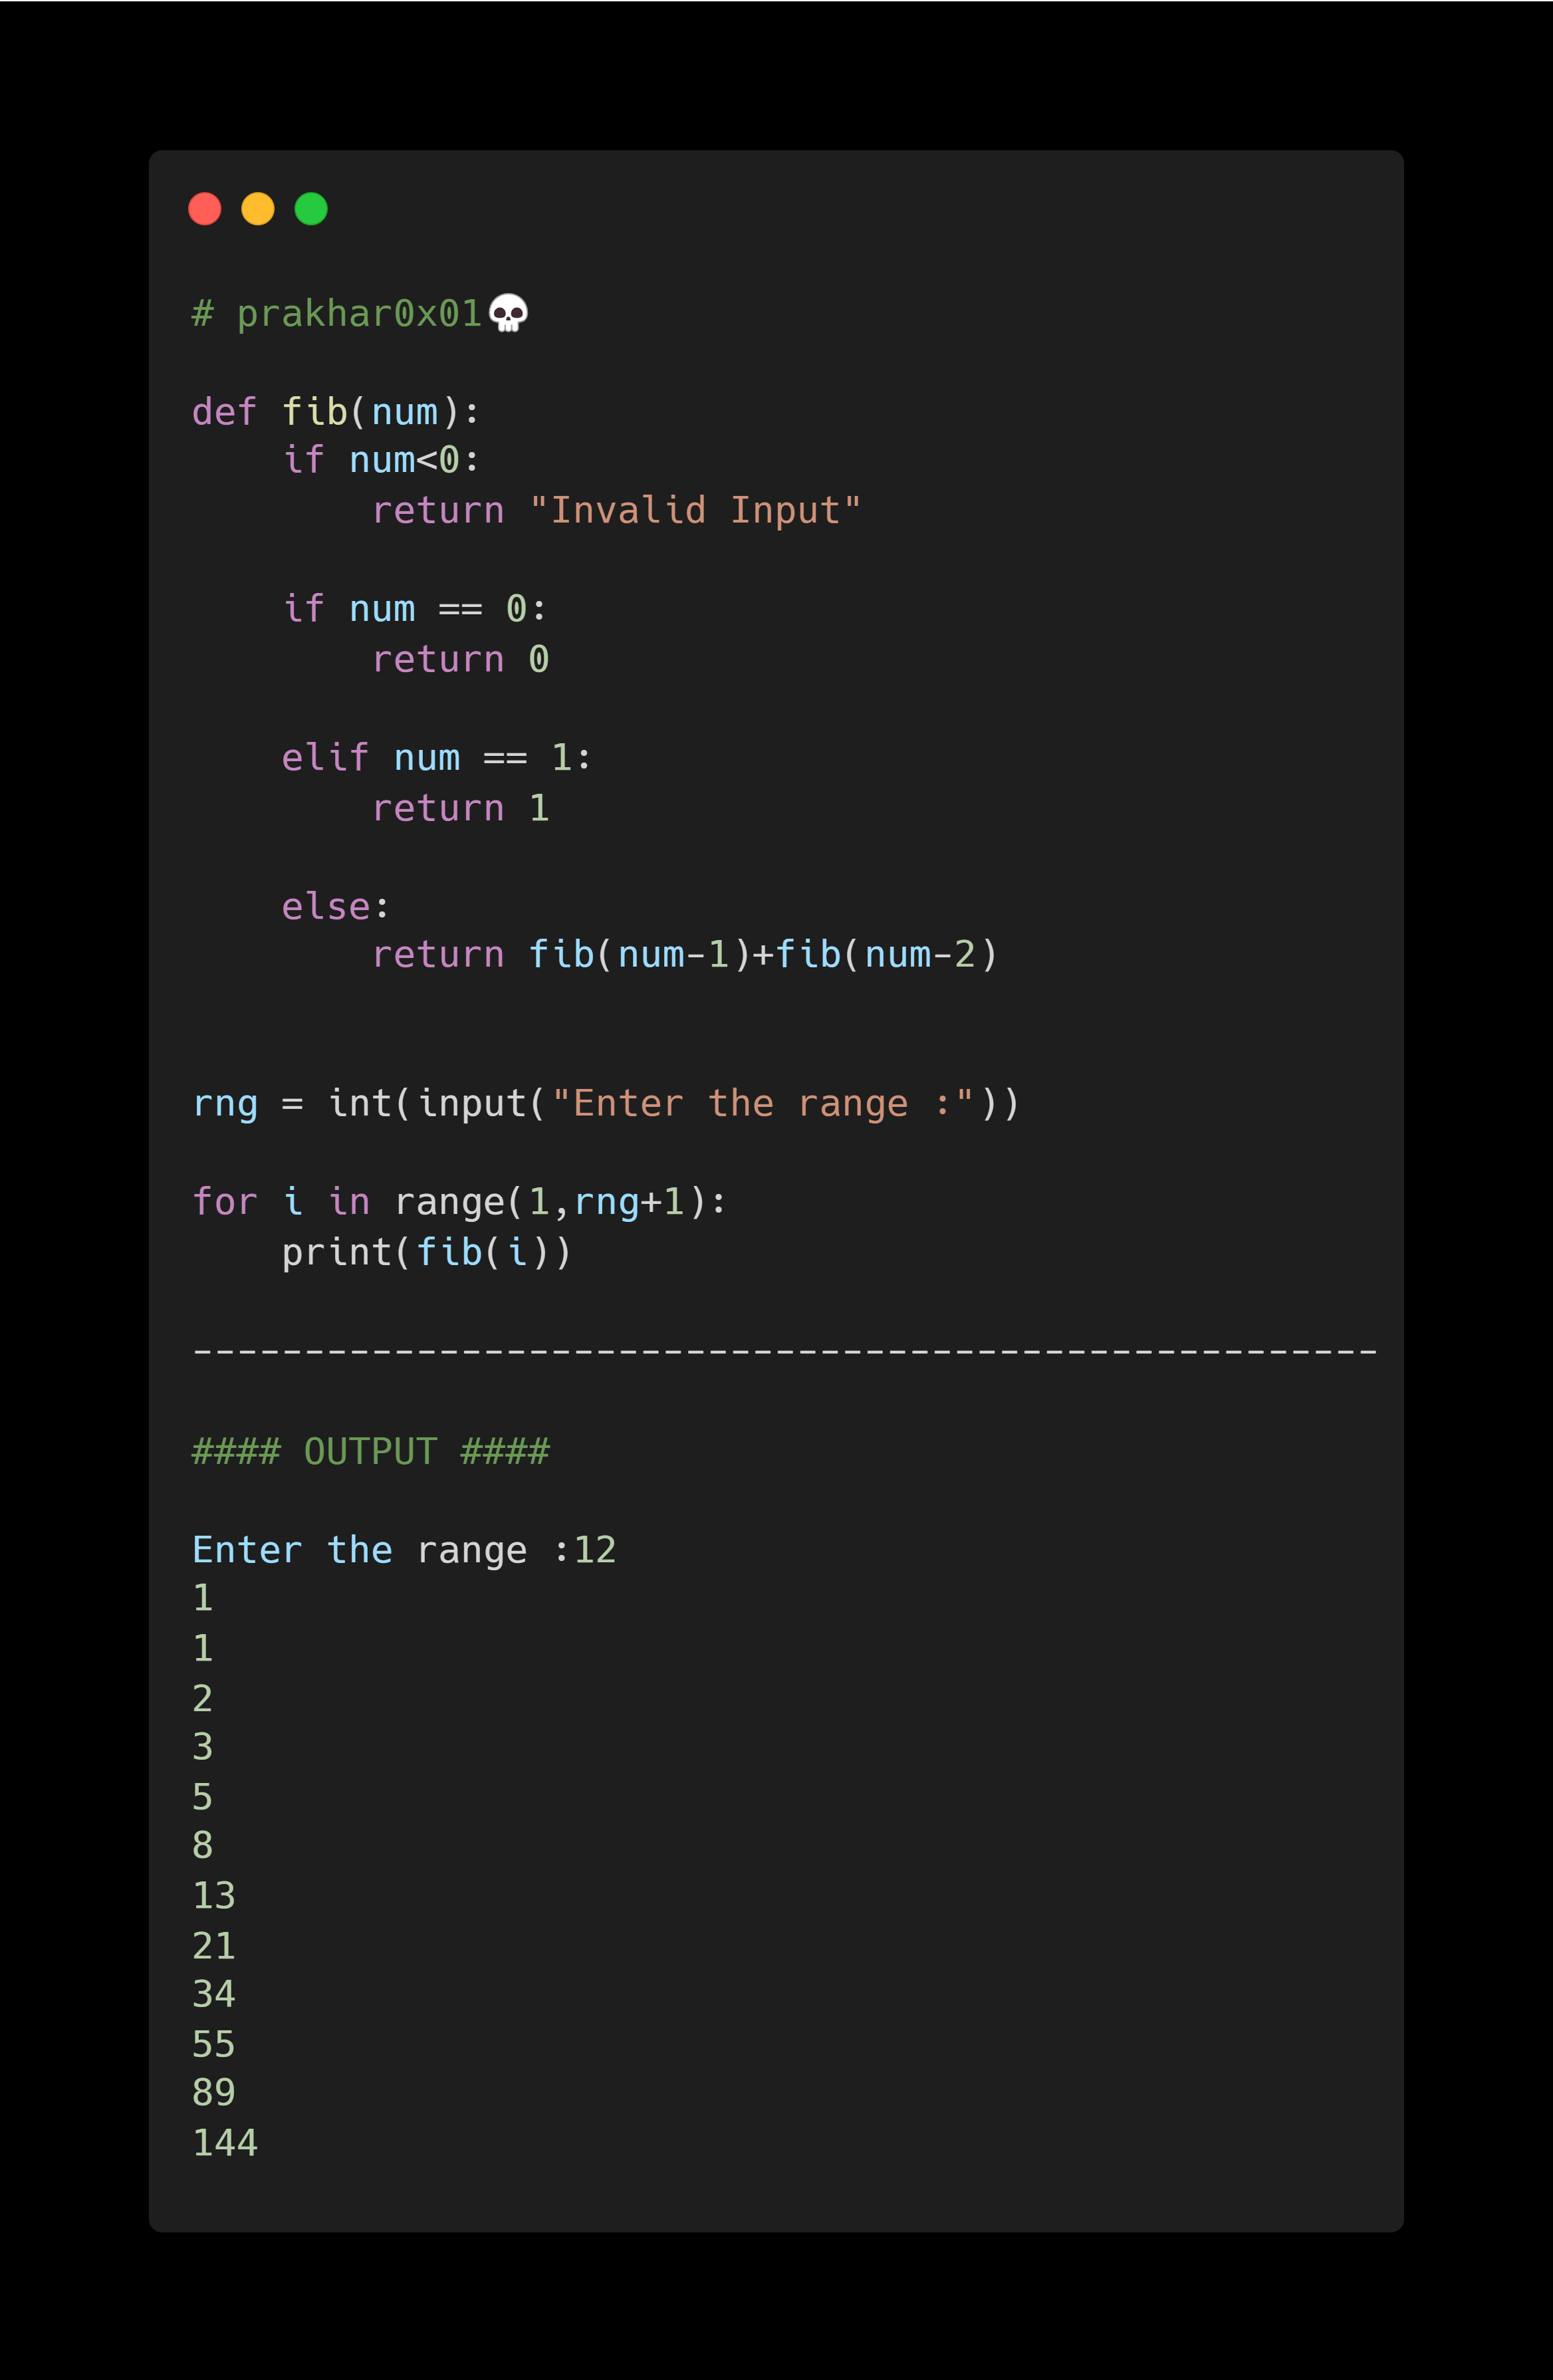 # prakhar0x01💀
def fib(num):
    if num<0:
        return "Invalid Input"
    if num == 0:
        return 0
    elif num == 1:
        return 1
    else:
        return fib(num-1)+fib(num-2)
rng = int(input("Enter the range :"))
for i in range(1,rng+1):
    print(fib(i))
-----------------------------------------------------
#### OUTPUT ####
Enter the range :12
1
1
2
3
5
8
13
21
34
55
89
144